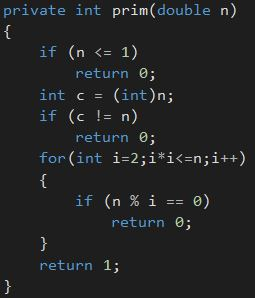 private int prim(double n)
{
    if (n <= 1)
        return 0;
    int c = (int)n;
    if (c != n)
        return 0;
    for(int i=2;i*i<=n;i++)
    {
        if (n % i == 0)
            return 0;
    }
    return 1;
}